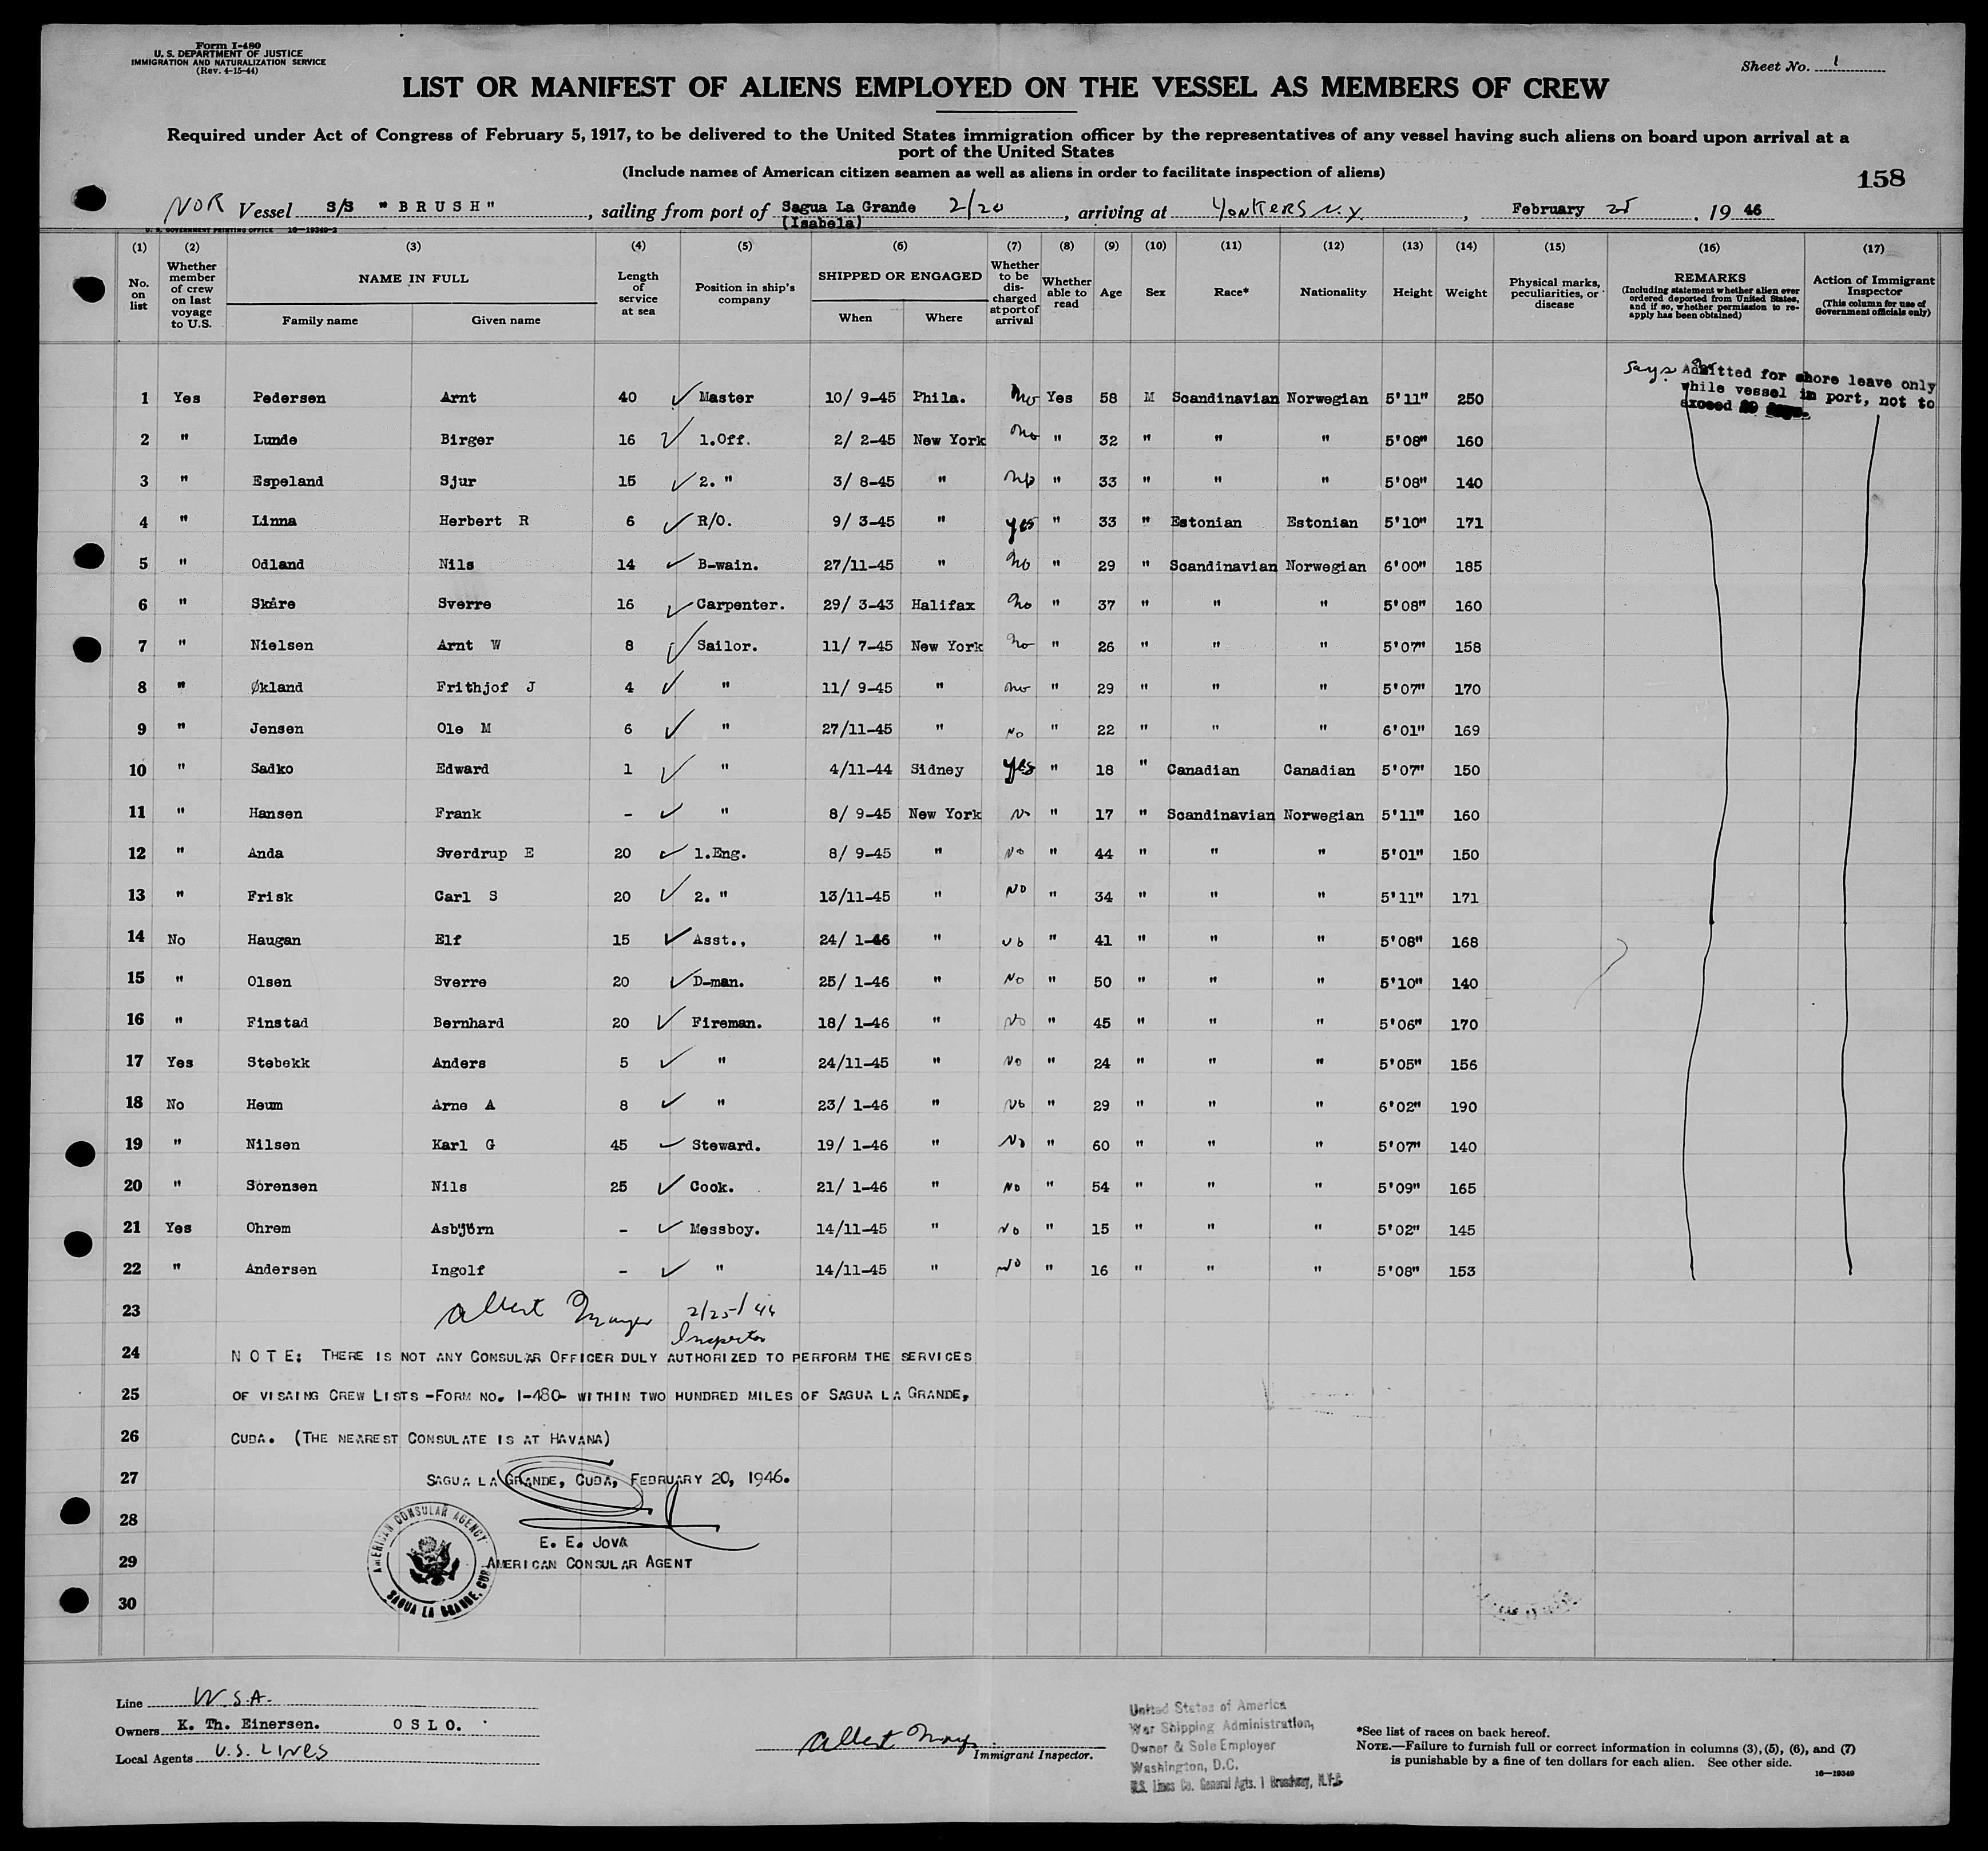 Form I-480
U. S. DEPARTMENT OF JUSTICE
IMMIGRATION AND NATURALIZATION SERVICE
(Rev. 4-15-44)
Sheet No. 1
LIST OR MANIFEST OF ALIENS EMPLOYED ON THE VESSEL AS MEMBERS OF CREW
Required under Act of Congress of February 5, 1917, to be delivered to the United States immigration officer by the representatives of any vessel having such aliens on board upon arrival at a
port of the United States
(Include names of American citizen seamen as well as aliens in order to facilitate inspection of aliens)
158
NOR Vessel S/S "BRUSH", sailing from port of Sagua La Grande 2/20, arriving at Yonkers N.Y., February 25, 1946
(Isabela)
U. S. GOVERNMENT PRINTING OFFICE 16—19349-2
(1) (2) (3) (4) (5) (6) (7) (8) (9) (10) (11) (12) (13) (14) (15) (16) (17)
No. on list
Whether member of crew on last voyage to U.S.
NAME IN FULL
Family name Given name
Length of service at sea
Position in ship's company
SHIPPED OR ENGAGED
When Where
Whether to be discharged at port of arrival
Whether able to read
Age
Sex
Race*
Nationality
Height
Weight
Physical marks, peculiarities, or disease
REMARKS
(Including statement whether alien ever ordered deported from United States, and if so, whether permission to reapply has been obtained)
Action of Immigrant Inspector
(This column for use of Government officials only)
Admitted for shore leave only
while vessel in port, not to
exceed
1 Yes Pedersen Arnt 40 Master 10/ 9-45 Phila. No Yes 58 M Scandinavian Norwegian 5'11" 250
2 " Lunde Birger 16 1.Off. 2/ 2-45 New York No " 32 " " " 5'08" 160
3 " Espeland Sjur 15 2. " 3/ 8-45 " No " 33 " " " 5'08" 140
4 " Linna Herbert R 6 R/O. 9/ 3-45 " yes " 33 " Estonian Estonian 5'10" 171
5 " Odland Nils 14 B-wain. 27/11-45 " No " 29 " Scandinavian Norwegian 6'00" 185
6 " Skåre Sverre 16 Carpenter. 29/ 3-43 Halifax No " 37 " " " 5'08" 160
7 " Nielsen Arnt W 8 Sailor. 11/ 7-45 New York No " 26 " " " 5'07" 158
8 " Økland Frithjof J 4 " 11/ 9-45 " No " 29 " " " 5'07" 170
9 " Jensen Ole M 6 " 27/11-45 " No " 22 " " " 6'01" 169
10 " Sadko Edward 1 " 4/11-44 Sidney yes " 18 " Canadian Canadian 5'07" 150
11 " Hansen Frank - " 8/ 9-45 New York No " 17 " Scandinavian Norwegian 5'11" 160
12 " Anda Sverdrup E 20 1.Eng. 8/ 9-45 " No " 44 " " " 5'01" 150
13 " Frisk Carl S 20 2. " 13/11-45 " No " 34 " " " 5'11" 171
14 No Haugan Elf 15 Asst., 24/ 1-46 " No " 41 " " " 5'08" 168
15 " Olsen Sverre 20 D-man. 25/ 1-46 " No " 50 " " " 5'10" 140
16 " Finstad Bernhard 20 Fireman. 18/ 1-46 " No " 45 " " " 5'06" 170
17 Yes Stebekk Anders 5 " 24/11-45 " No " 24 " " " 5'05" 156
18 No Heum Arne A 8 " 23/ 1-46 " No " 29 " " " 6'02" 190
19 " Nilsen Karl G 45 Steward. 19/ 1-46 " No " 60 " " " 5'07" 140
20 " Sörensen Nils 25 Cook. 21/ 1-46 " No " 54 " " " 5'09" 165
21 Yes Ohrem Asbjörn - Messboy. 14/11-45 " No " 15 " " " 5'02" 145
22 " Andersen Ingolf - " 14/11-45 " No " 16 " " " 5'08" 153
23 Albert 2/25/46
Inspector
24 NOTE: THERE IS NOT ANY CONSULAR OFFICER DULY AUTHORIZED TO PERFORM THE SERVICES
25 OF VISAING CREW LISTS -FORM NO. I-480- WITHIN TWO HUNDRED MILES OF SAGUA LA GRANDE,
26 CUBA. (THE NEAREST CONSULATE IS AT HAVANA)
27 SAGUA LA GRANDE, CUBA, FEBRUARY 20, 1946.
28
E. E. JOVA
29 AMERICAN CONSULAR AGENT
30
AMERICAN CONSULAR AGENCY
SAGUA LA GRANDE, CUBA
Line W.S.A.
Owners K. Th. Einersen. OSLO.
Local Agents U.S. Lines
Albert
Immigrant Inspector.
United States of America
War Shipping Administration,
Owner & Sole Employer
Washington, D.C.
U.S. Lines Co. General Agts. 1 Broadway, N.Y.C.
*See list of races on back hereof.
NOTE.—Failure to furnish full or correct information in columns (3), (5), (6), and (7)
is punishable by a fine of ten dollars for each alien. See other side.
16—19349